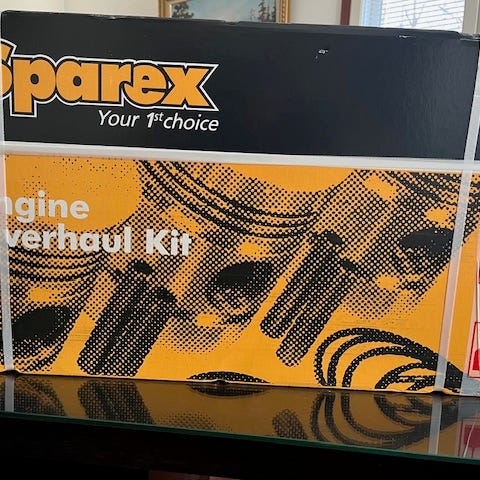 Sparex
Your 1st choice
ngine
verhaul Kit